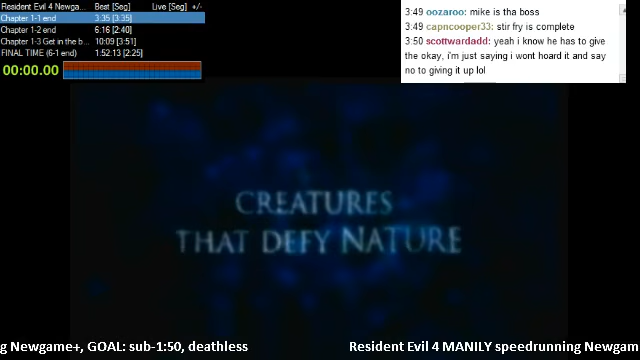 Resident Evil 4 Newga... Best [Seg] Live [Seg] +/-
Chapter 1-1 end 3:35 [3:35]
Chapter 1-2 end 6:16 [2:40]
Chapter 1-3 Get in the b... 10:09 [3:51]
FINAL TIME (6-1 end) 1:52:13 [2:25]
00:00.00
3:49 oozaroo: mike is tha boss
3:49 capncooper33: stir fry is complete
3:50 scottwardadd: yeah i know he has to give
the okay, i'm just saying i wont hoard it and say
no to giving it up lol
CREATURES
THAT DEFY NATURE
g Newgame+, GOAL: sub-1:50, deathless
Resident Evil 4 MANILY speedrunning Newgam